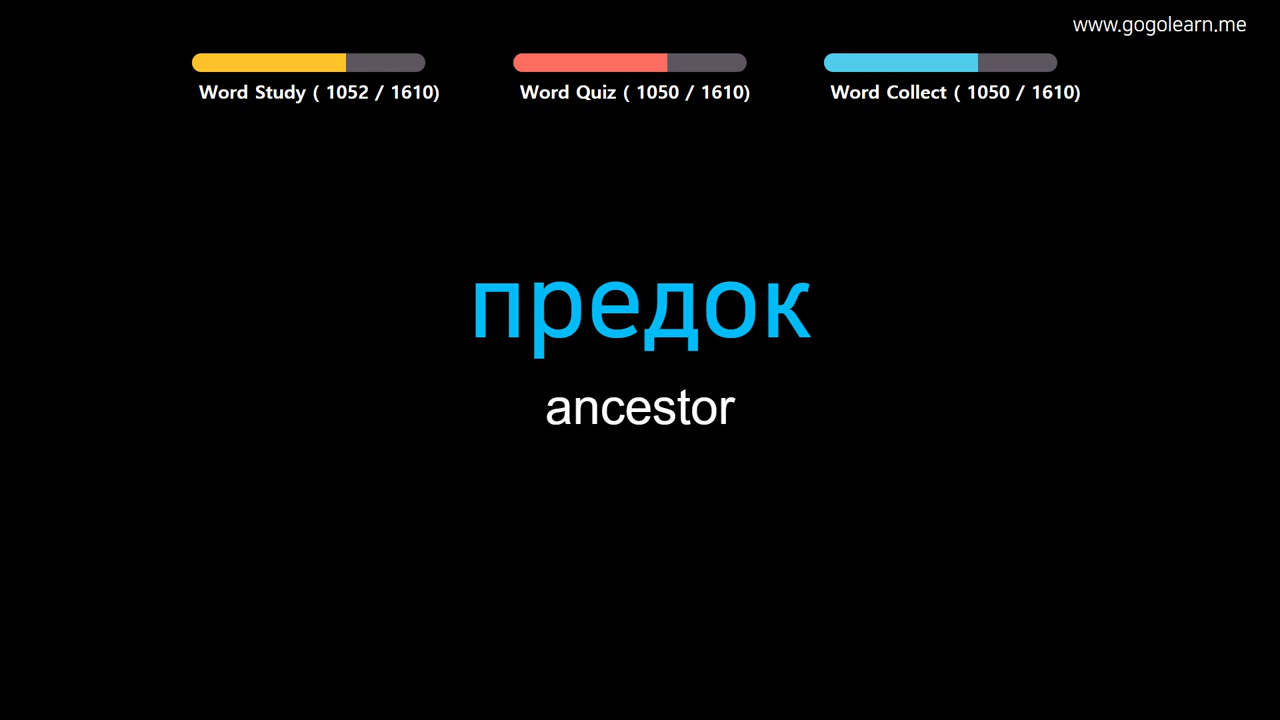 www.gogolearn.me
Word Study ( 1052 / 1610)
Word Quiz ( 1050 / 1610)
Word Collect ( 1050 / 1610)
предок
ancestor